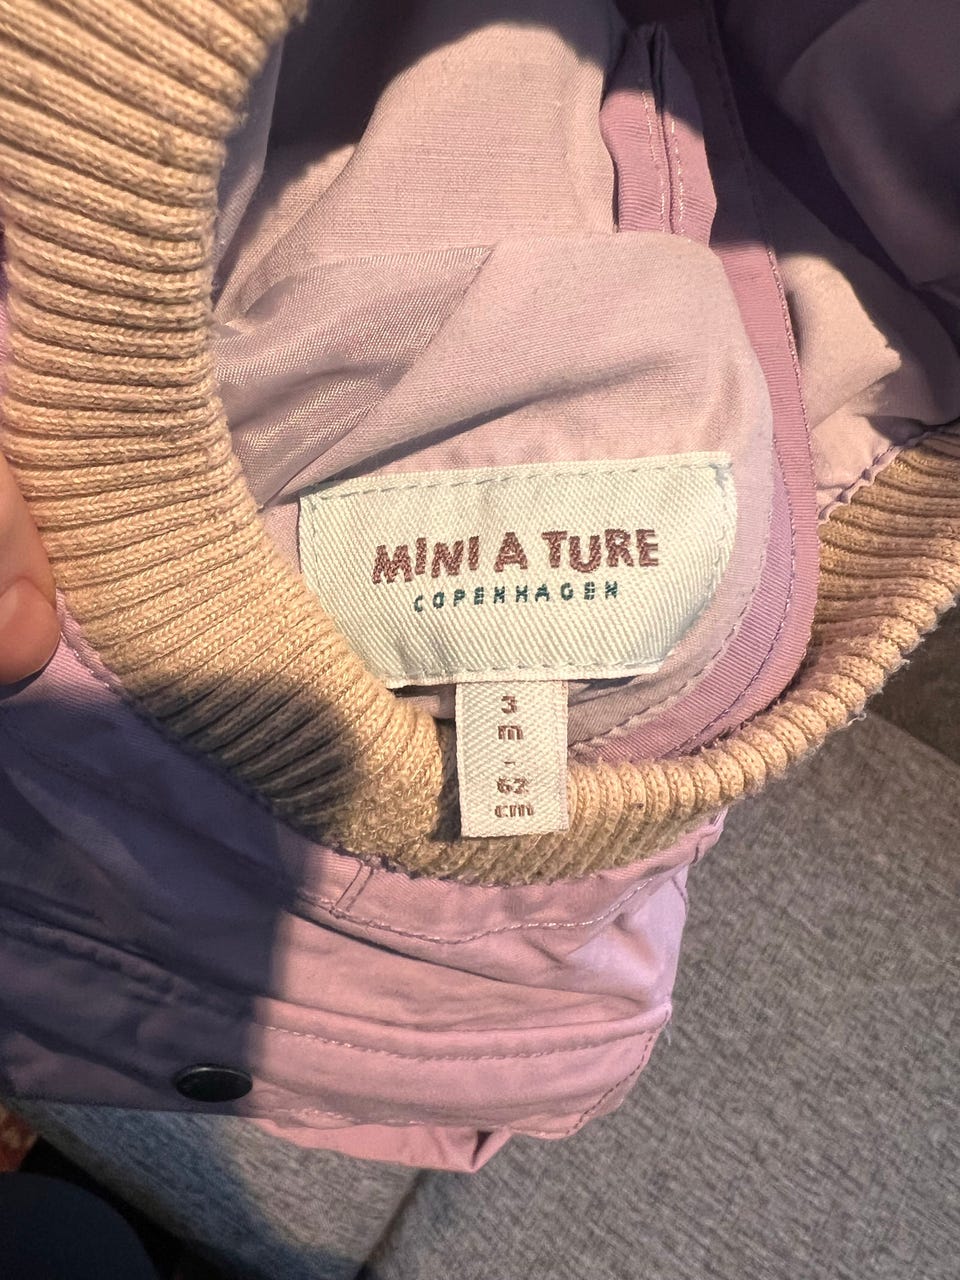 MINI A TURE
COPENHAGEN
3
m
-
62
cm